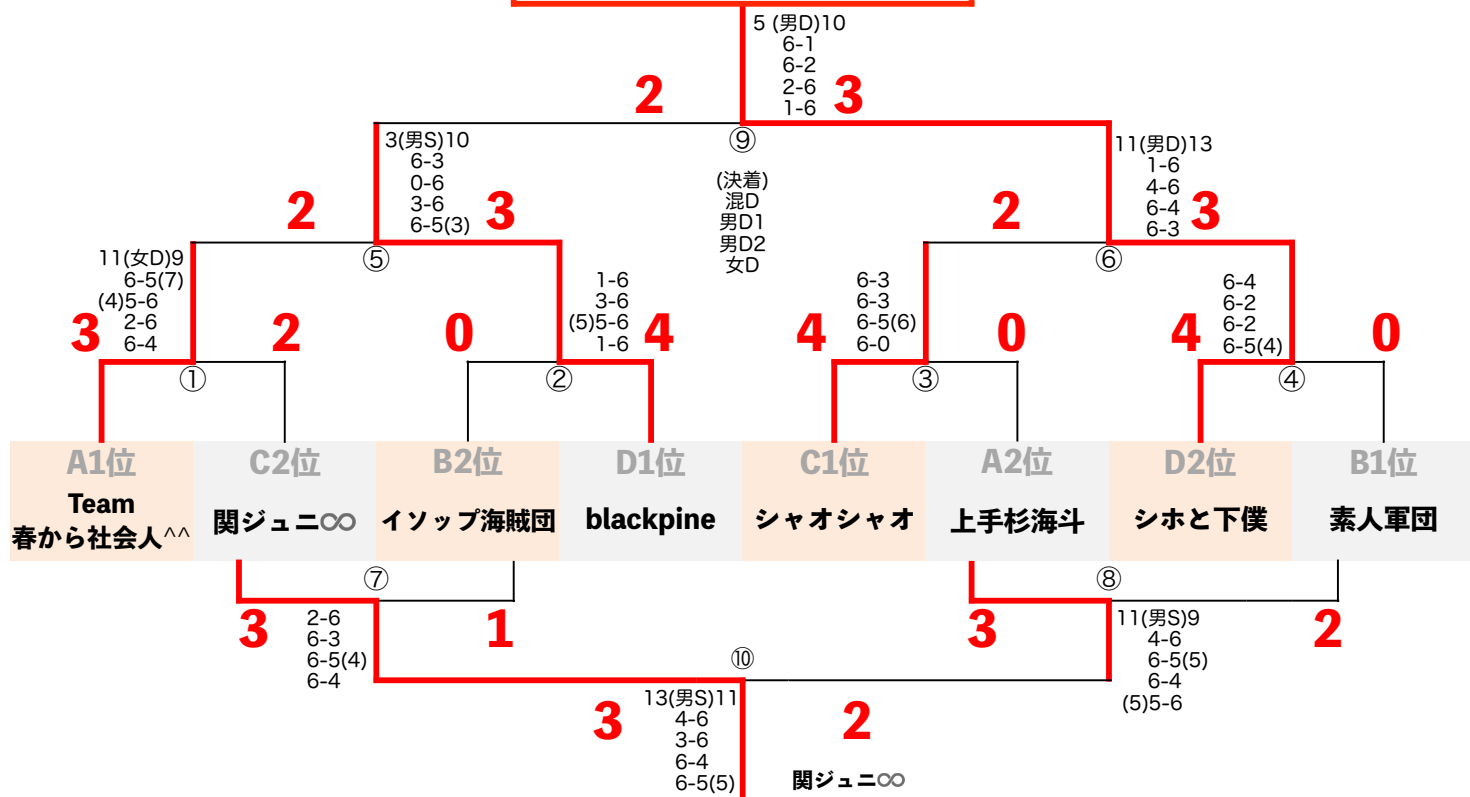 5 (男D)10
6-1
6-2
2-6
1-6
2
3
⑨
(決着)
混D
男D1
男D2
女D
3(男S)10
6-3
0-6
3-6
6-5(3)
2
3
⑤
11(男D)13
1-6
4-6
6-4
6-3
2
3
⑥
11(女D)9
6-5(7)
(4)5-6
2-6
6-4
3
2
①
1-6
3-6
(5)5-6
1-6
0
4
②
6-3
6-3
6-5(6)
6-0
4
0
③
6-4
6-2
6-2
6-5(4)
4
0
④
A1位
Team
春から社会人^^
C2位
関ジュニ∞
B2位
イソップ海賊団
D1位
blackpine
C1位
シャオシャオ
A2位
上手杉海斗
D2位
シホと下僕
B1位
素人軍団
⑦
3
1
2-6
6-3
6-5(4)
6-4
⑧
3
2
11(男S)9
4-6
6-5(5)
6-4
(5)5-6
⑩
3
2
13(男S)11
4-6
3-6
6-4
6-5(5)
関ジュニ∞